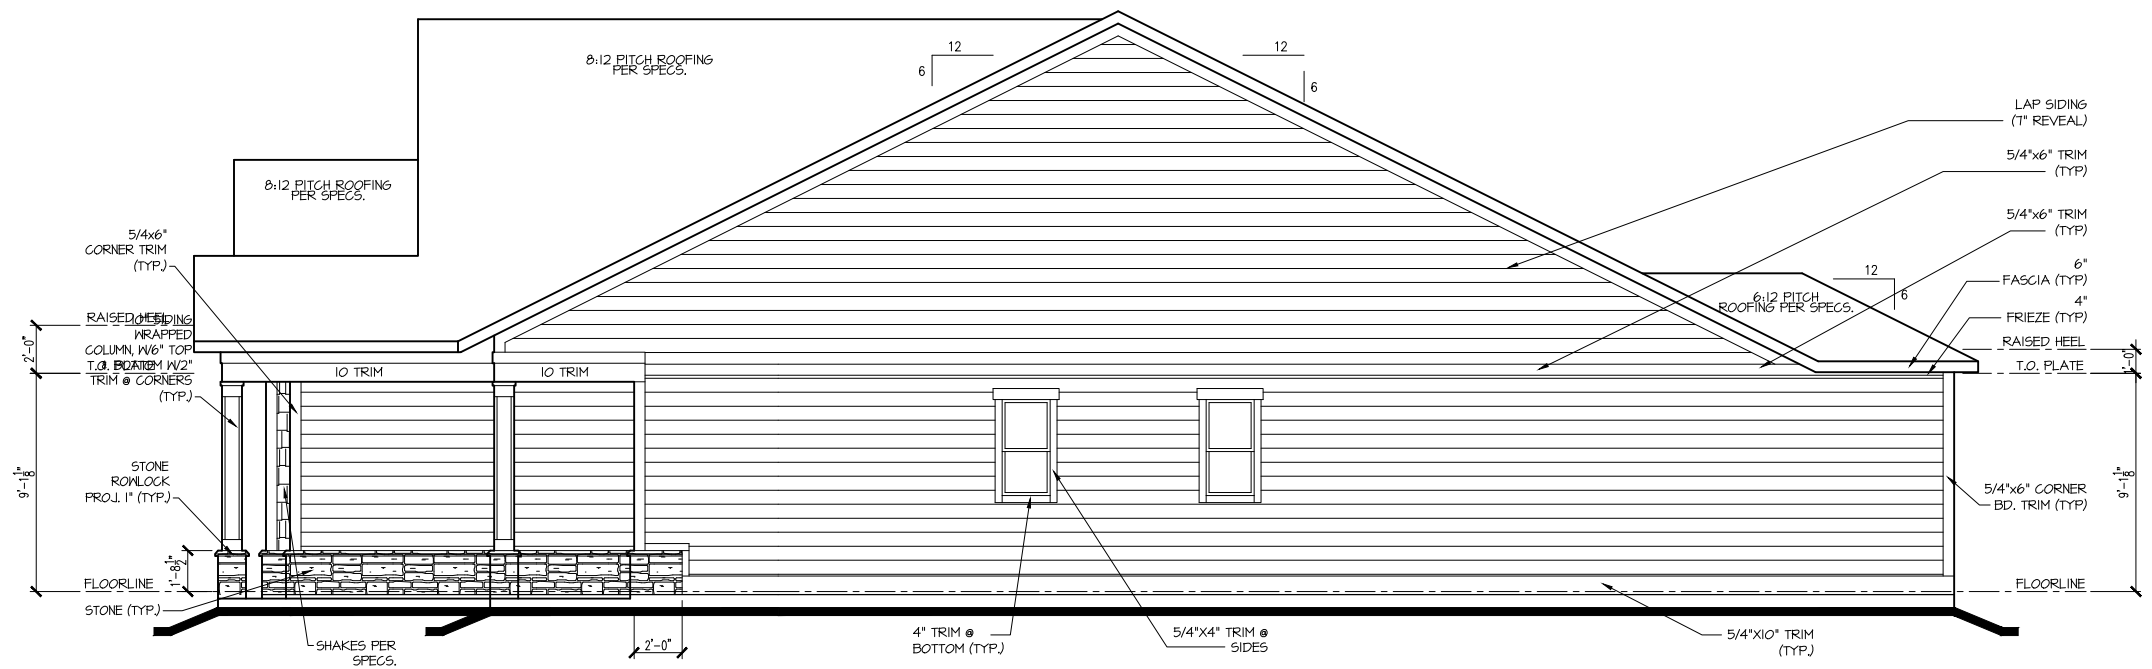 8:12 PITCH ROOFING
PER SPECS.
12
6
12
6
LAP SIDING
(7" REVEAL)
5/4"x6" TRIM
(TYP)
8:12 PITCH ROOFING
PER SPECS.
5/4"x6" TRIM
(TYP)
5/4x6"
CORNER TRIM
(TYP.)
12
6
6"
FASCIA (TYP)
6:12 PITCH
ROOFING PER SPECS.
4"
FRIEZE (TYP)
RAISED HEEL
10" SIDING
WRAPPED
COLUMN, W/6" TOP
& BOTTOM W/2"
TRIM @ CORNERS
(TYP.)
T.O. PLATE
2'-0"
RAISED HEEL
1'-0"
T.O. PLATE
10 TRIM
10 TRIM
9'-1 1/8"
STONE
ROWLOCK
PROJ. 1" (TYP.)
5/4"x6" CORNER
BD. TRIM (TYP)
9'-1 1/8"
1'-8 1/2"
FLOORLINE
FLOORLINE
STONE (TYP.)
SHAKES PER
SPECS.
2'-0"
4" TRIM @
BOTTOM (TYP.)
5/4"X4" TRIM @
SIDES
5/4"X10" TRIM
(TYP.)